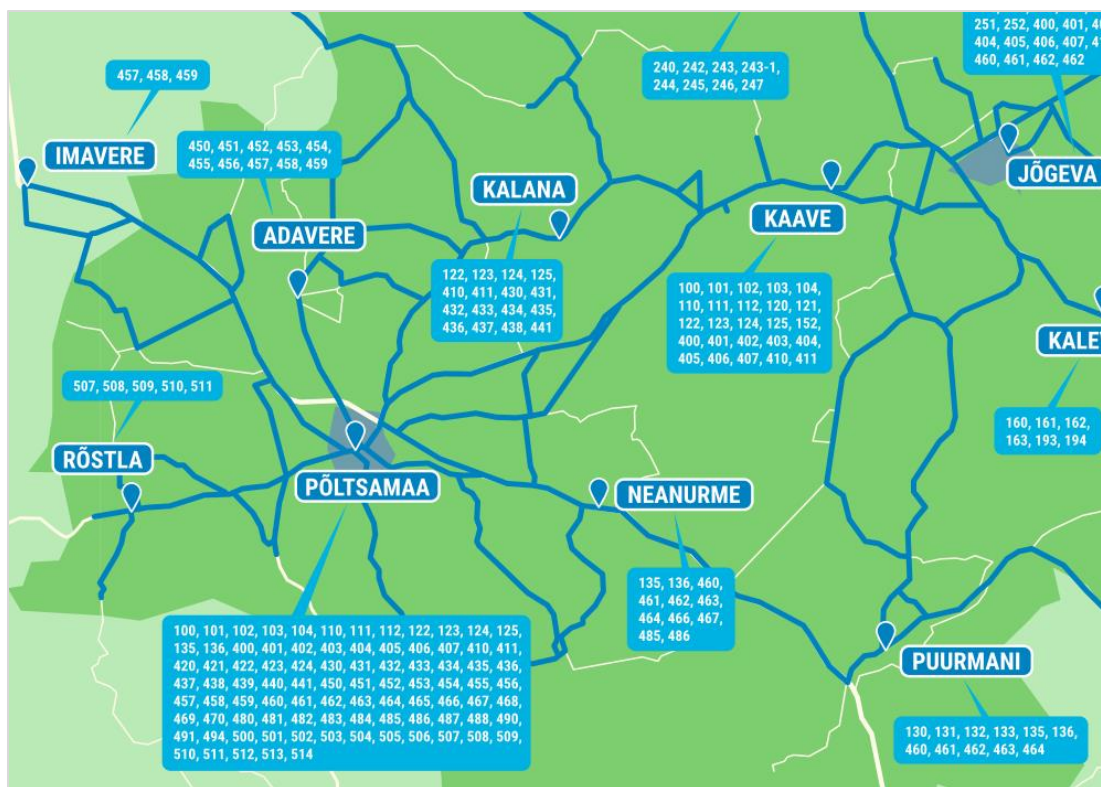 251, 252, 400, 401,
404, 405, 406, 407,
460, 461, 462, 462
240, 242, 243, 243-1,
244, 245, 246, 247
457, 458, 459
IMAVERE
450, 451, 452, 453, 454,
455, 456, 457, 458, 459
JÕGEVA
KALANA
KAAVE
ADAVERE
122, 123, 124, 125,
410, 411, 430, 431,
432, 433, 434, 435,
436, 437, 438, 441
100, 101, 102, 103, 104,
110, 111, 112, 120, 121,
122, 123, 124, 125, 152,
400, 401, 402, 403, 404,
405, 406, 407, 410, 411
507, 508, 509, 510, 511
160, 161, 162,
163, 193, 194
RÕSTLA
PÕLTSAMAA
NEANURME
135, 136, 460,
461, 462, 463,
464, 466, 467,
485, 486
100, 101, 102, 103, 104, 110, 111, 112, 122, 123, 124, 125,
135, 136, 400, 401, 402, 403, 404, 405, 406, 407, 410, 411,
420, 421, 422, 423, 424, 430, 431, 432, 433, 434, 435, 436,
437, 438, 439, 440, 441, 450, 451, 452, 453, 454, 455, 456,
457, 458, 459, 460, 461, 462, 463, 464, 465, 466, 467, 468,
469, 470, 480, 481, 482, 483, 484, 485, 486, 487, 488, 490,
491, 494, 500, 501, 502, 503, 504, 505, 506, 507, 508, 509,
510, 511, 512, 513, 514
PUURMANI
130, 131, 132, 133, 135, 136,
460, 461, 462, 463, 464